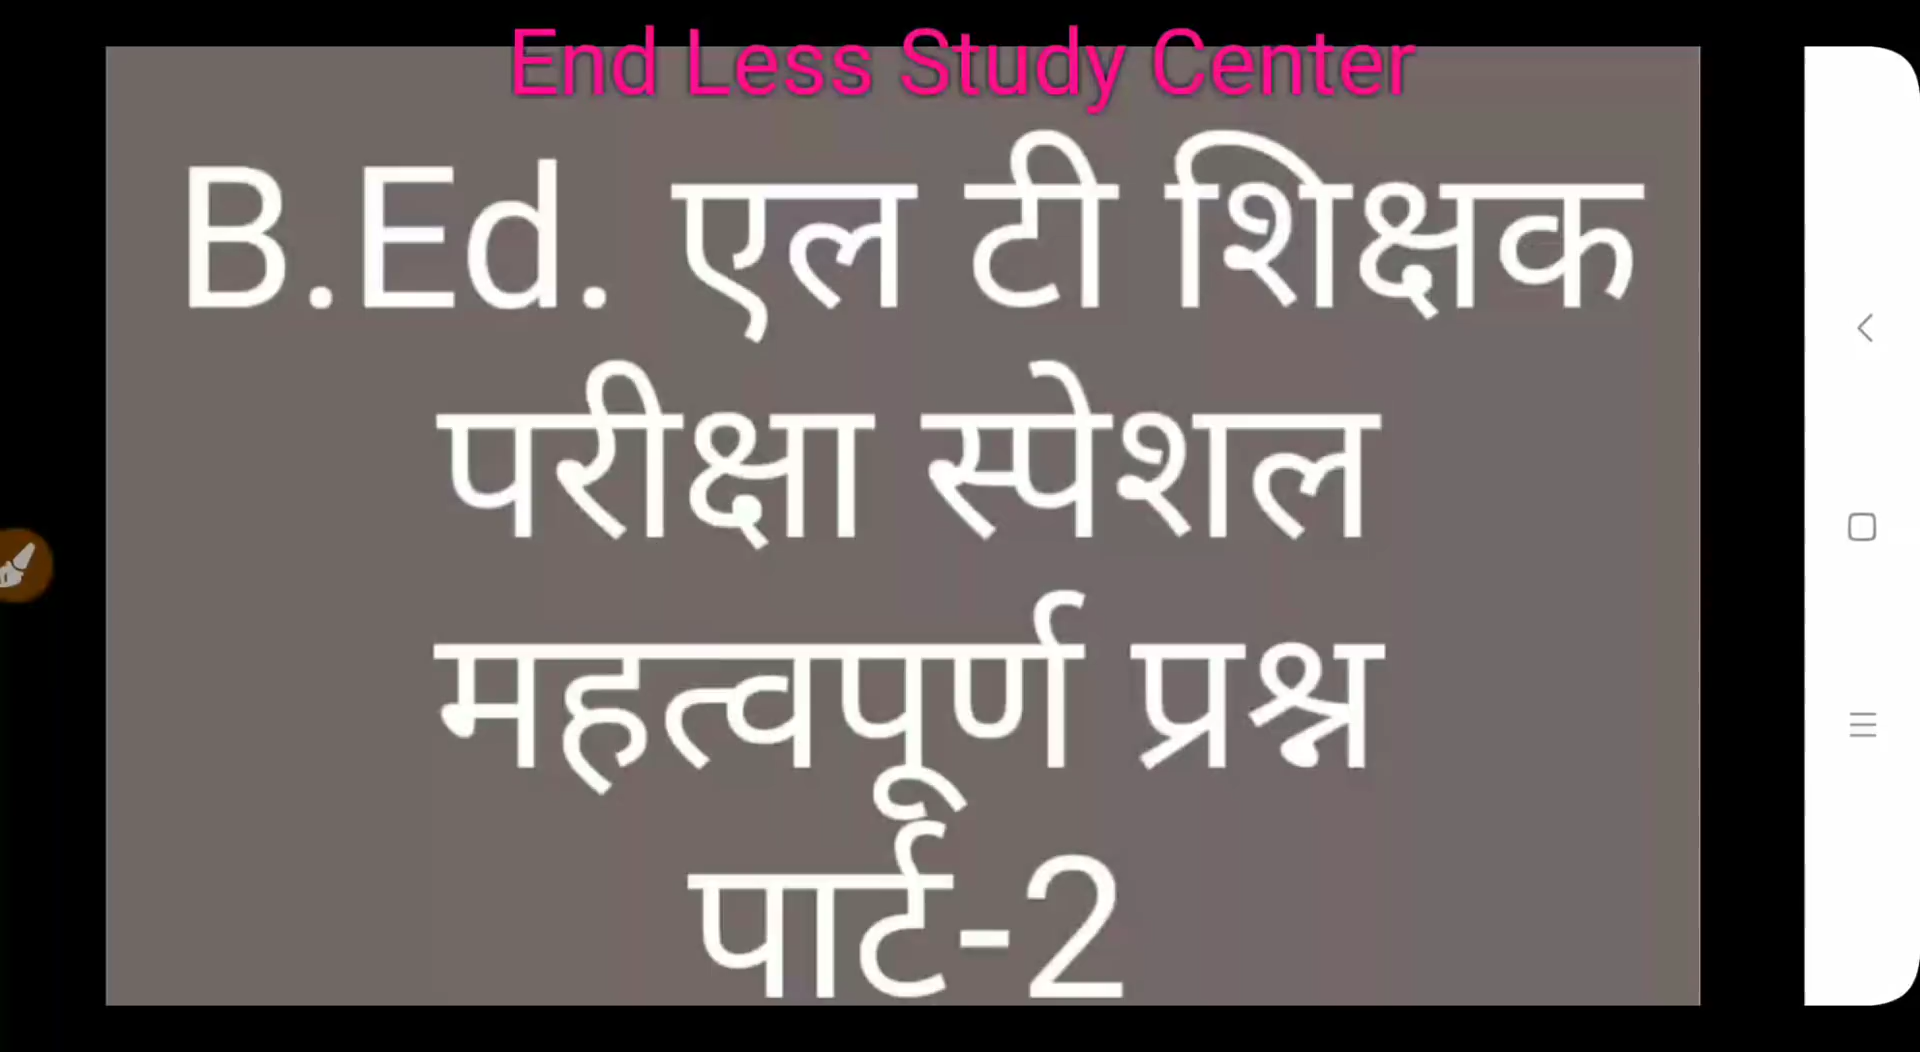 End Less Study Center
B.Ed. एल टी शिक्षक
परीक्षा स्पेशल
महत्वपूर्ण प्रश्न
पार्ट-2